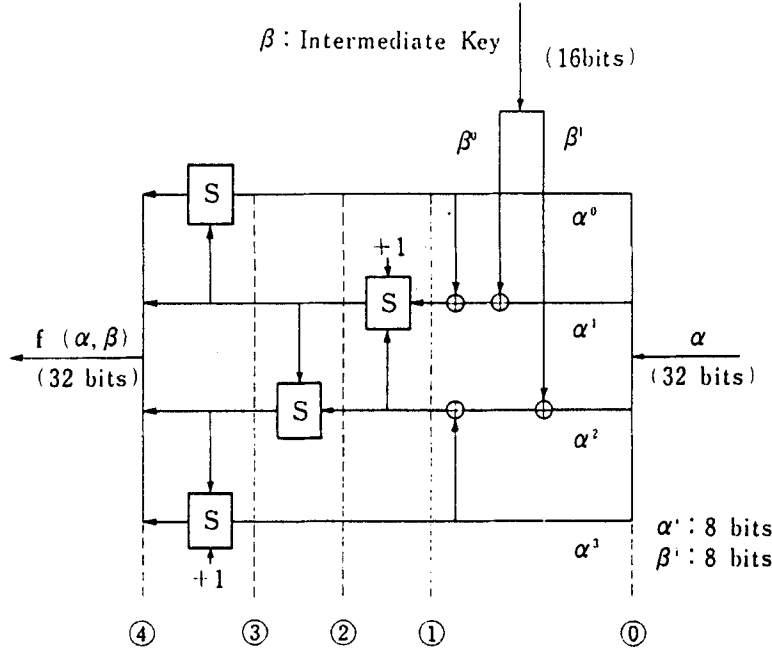 β : Intermediate Key
(16bits)
β⁰
β¹
S
α⁰
+1
S
α¹
f (α, β)
(32 bits)
α
(32 bits)
S
α²
S
α³
+1
αⁱ : 8 bits
βⁱ : 8 bits
④ ③ ② ① ⓪